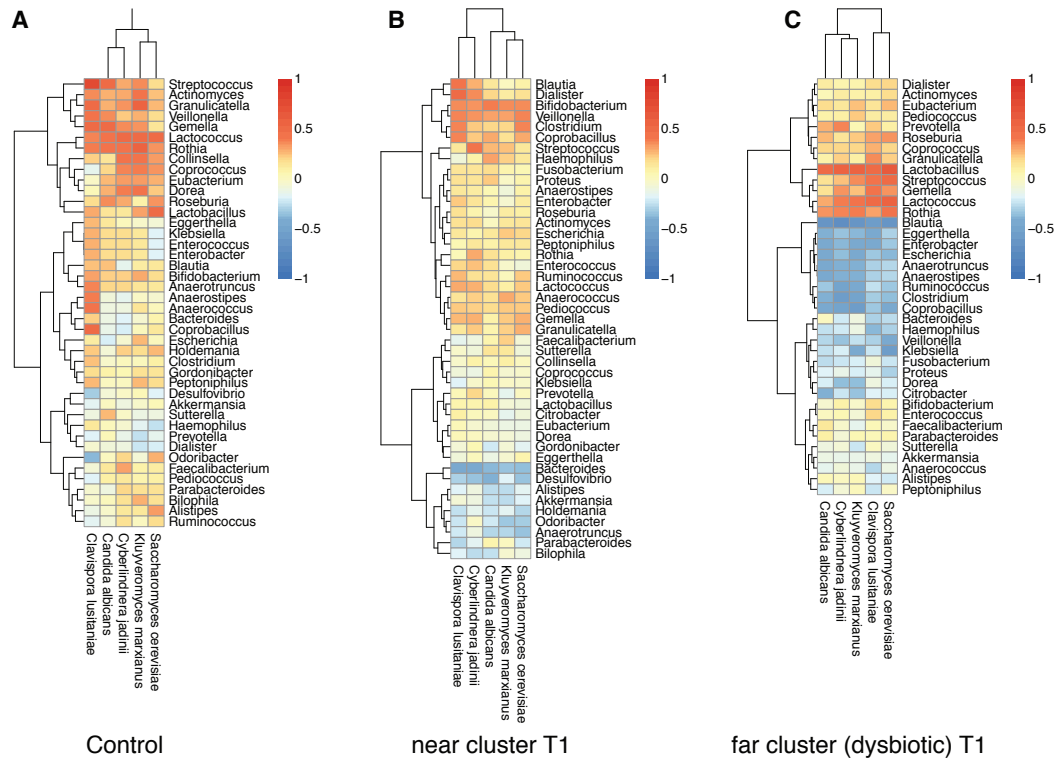 A
Streptococcus
Actinomyces
Granulicatella
Veillonella
Gemella
Lactococcus
Rothia
Collinsella
Coprococcus
Eubacterium
Dorea
Roseburia
Lactobacillus
Eggerthella
Klebsiella
Enterococcus
Enterobacter
Blautia
Bifidobacterium
Anaerotruncus
Anaerostipes
Anaerococcus
Bacteroides
Coprobacillus
Escherichia
Holdemania
Clostridium
Gordonibacter
Peptoniphilus
Desulfovibrio
Akkermansia
Sutterella
Haemophilus
Prevotella
Dialister
Odoribacter
Faecalibacterium
Pediococcus
Parabacteroides
Bilophila
Alistipes
Ruminococcus
Clavispora lusitaniae
Candida albicans
Cyberlindnera jadinii
Kluyveromyces marxianus
Saccharomyces cerevisiae
1
0.5
0
−0.5
−1
Control
B
Blautia
Dialister
Bifidobacterium
Veillonella
Clostridium
Coprobacillus
Streptococcus
Haemophilus
Fusobacterium
Proteus
Anaerostipes
Enterobacter
Roseburia
Actinomyces
Escherichia
Peptoniphilus
Rothia
Enterococcus
Ruminococcus
Lactococcus
Anaerococcus
Pediococcus
Gemella
Granulicatella
Faecalibacterium
Sutterella
Collinsella
Coprococcus
Klebsiella
Prevotella
Lactobacillus
Citrobacter
Eubacterium
Dorea
Gordonibacter
Eggerthella
Bacteroides
Desulfovibrio
Alistipes
Akkermansia
Holdemania
Odoribacter
Anaerotruncus
Parabacteroides
Bilophila
Clavispora lusitaniae
Cyberlindnera jadinii
Candida albicans
Kluyveromyces marxianus
Saccharomyces cerevisiae
1
0.5
0
−0.5
−1
near cluster T1
C
Dialister
Actinomyces
Eubacterium
Pediococcus
Prevotella
Roseburia
Coprococcus
Granulicatella
Lactobacillus
Streptococcus
Gemella
Lactococcus
Rothia
Blautia
Eggerthella
Enterobacter
Escherichia
Anaerotruncus
Anaerostipes
Ruminococcus
Clostridium
Coprobacillus
Bacteroides
Haemophilus
Veillonella
Klebsiella
Fusobacterium
Proteus
Dorea
Citrobacter
Bifidobacterium
Enterococcus
Faecalibacterium
Parabacteroides
Sutterella
Akkermansia
Anaerococcus
Alistipes
Peptoniphilus
Candida albicans
Cyberlindnera jadinii
Kluyveromyces marxianus
Clavispora lusitaniae
Saccharomyces cerevisiae
1
0.5
0
−0.5
−1
far cluster (dysbiotic) T1